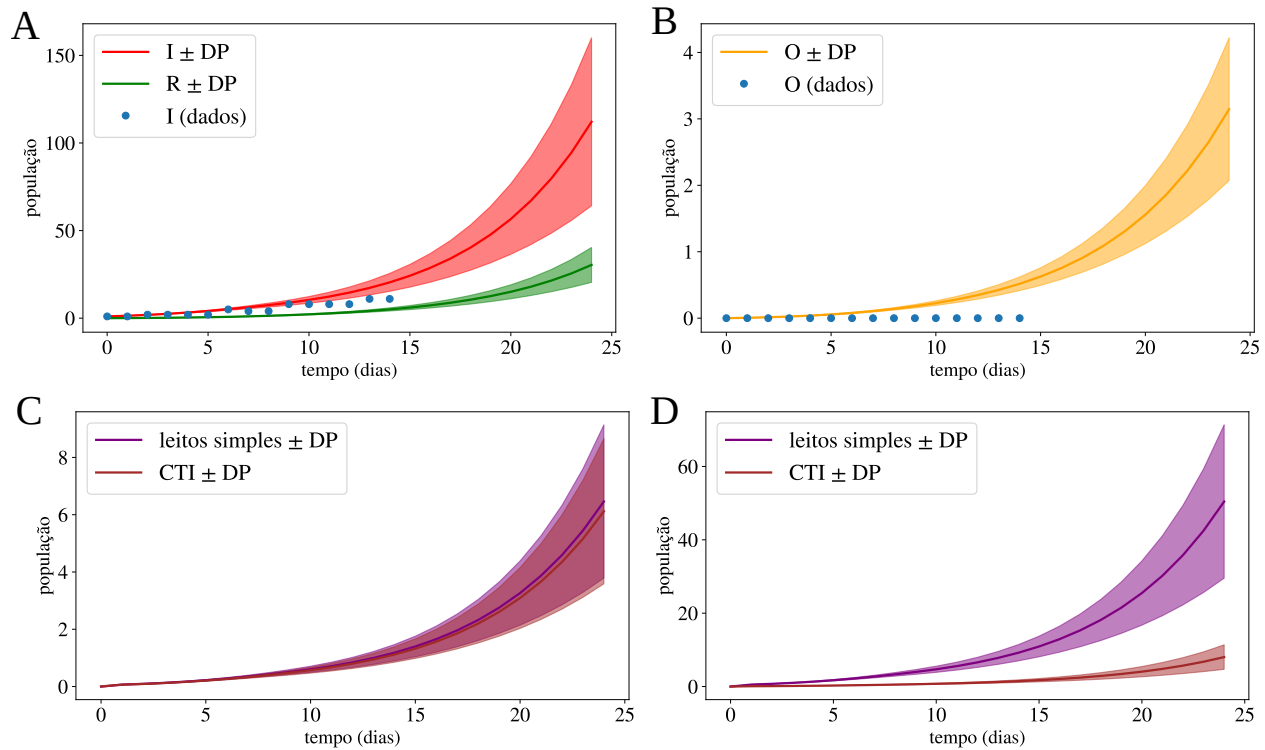 A
150
100
50
0
população
I ± DP
R ± DP
I (dados)
0 5 10 15 20 25
tempo (dias)
B
4
3
2
1
0
população
O ± DP
O (dados)
0 5 10 15 20 25
tempo (dias)
C
8
6
4
2
0
população
leitos simples ± DP
CTI ± DP
0 5 10 15 20 25
tempo (dias)
D
60
40
20
0
população
leitos simples ± DP
CTI ± DP
0 5 10 15 20 25
tempo (dias)